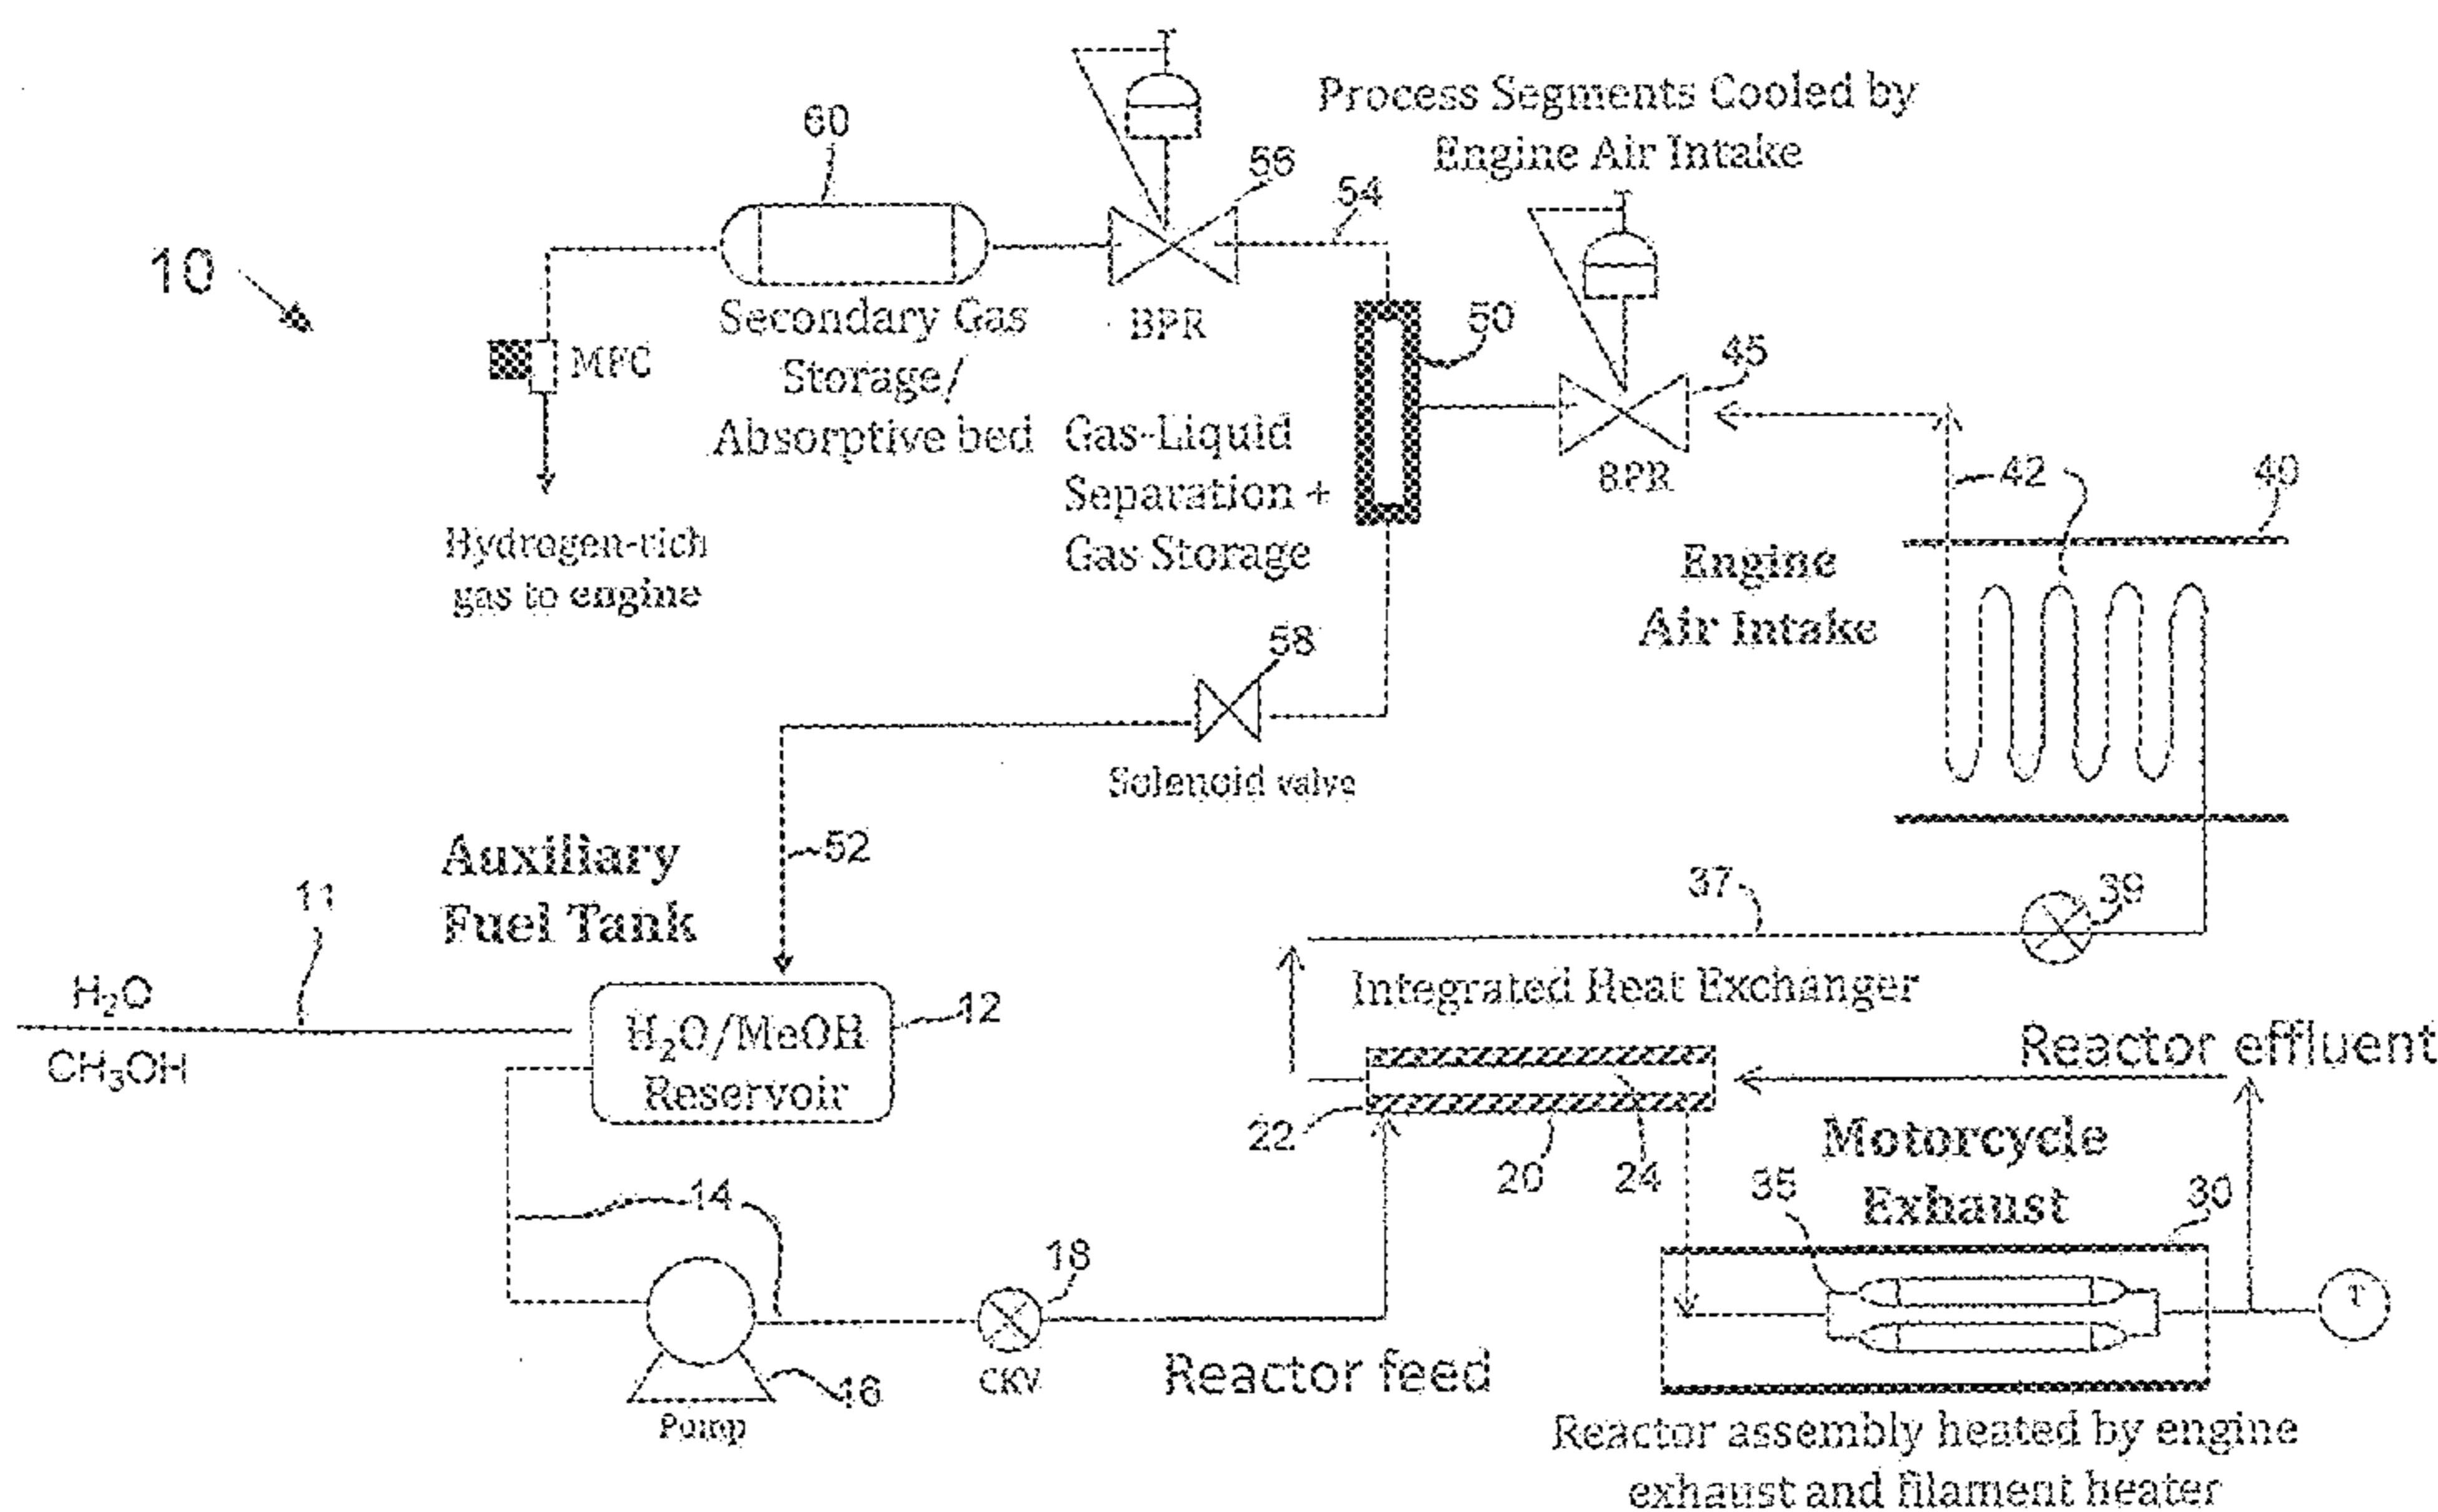 Process Segments Cooled by
Engine Air Intake
60
56
54
10
50
45
Secondary Gas
Storage/
Absorptive bed
BPR
MFC
Gas-Liquid
Separation +
Gas Storage
BPR
42
40
Hydrogen-rich
gas to engine
Engine
Air Intake
58
Solenoid valve
52
Auxiliary
Fuel Tank
11
37
39
H₂O
CH₃OH
H₂O/MeOH
Reservoir
12
Integrated Heat Exchanger
Reactor effluent
22
20
24
Motorcycle
Exhaust
35
30
14
18
T
CKV
Reactor feed
16
Pump
Reactor assembly heated by engine
exhaust and filament heater